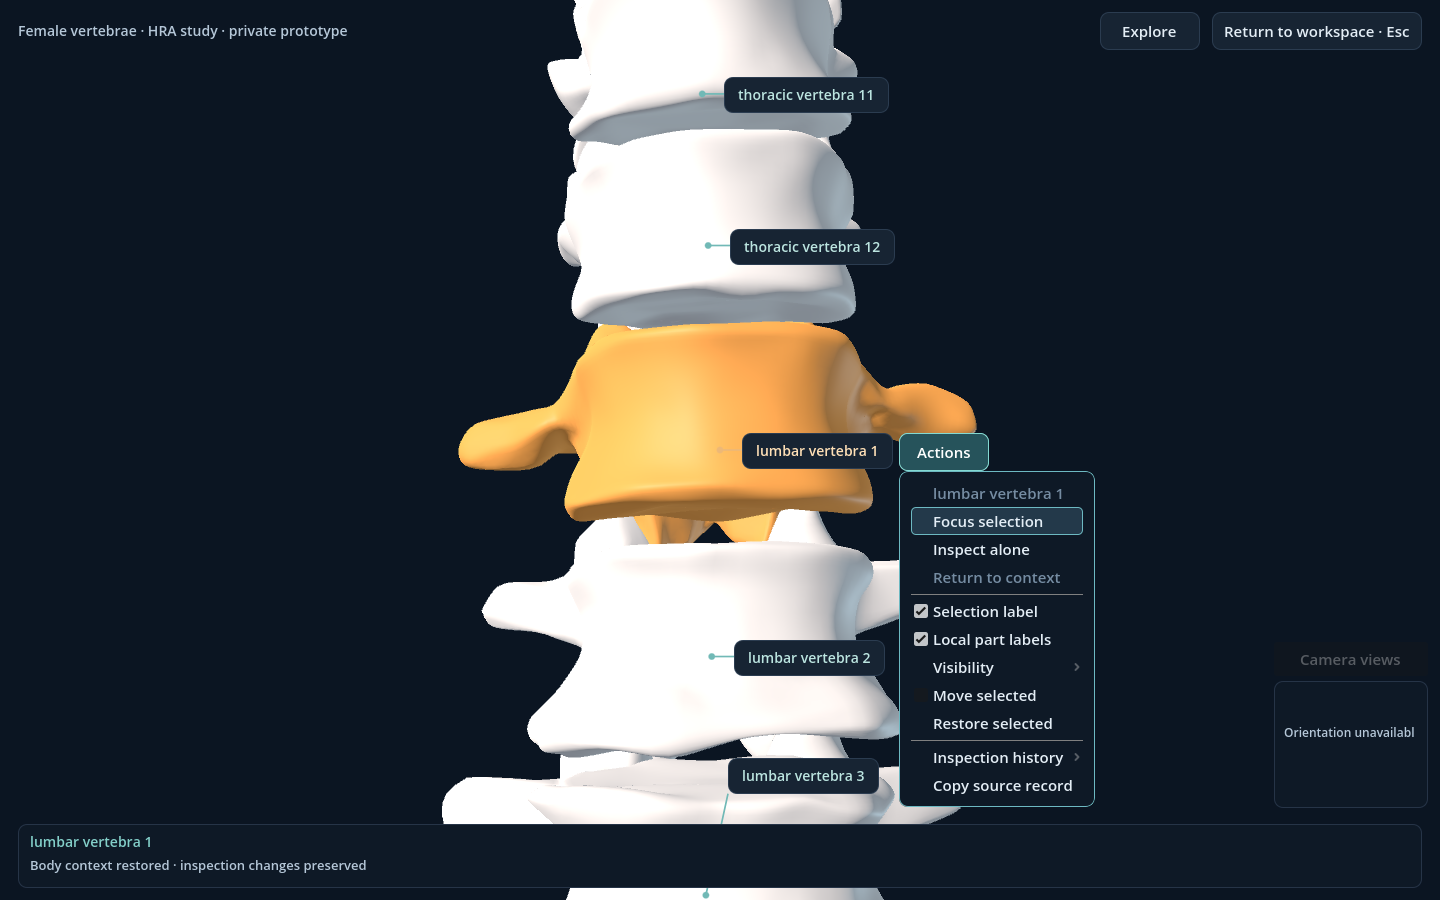 Female vertebrae · HRA study · private prototype
Explore
Return to workspace · Esc
thoracic vertebra 11
thoracic vertebra 12
lumbar vertebra 1
Actions
lumbar vertebra 1
Focus selection
Inspect alone
Return to context
Selection label
Local part labels
Visibility
Move selected
Restore selected
Inspection history
Copy source record
lumbar vertebra 2
lumbar vertebra 3
Camera views
Orientation unavailabl
lumbar vertebra 1
Body context restored · inspection changes preserved